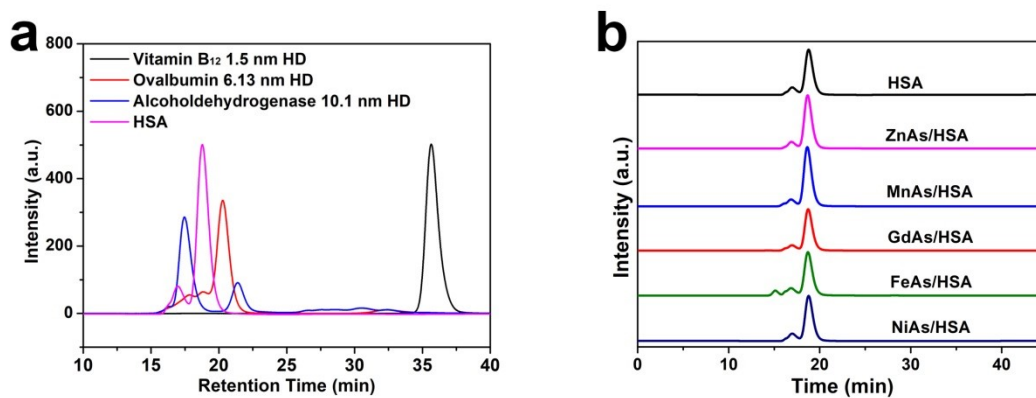 a
800
600
400
200
0
Intensity (a.u.)
Vitamin B₁₂ 1.5 nm HD
Ovalbumin 6.13 nm HD
Alcoholdehydrogenase 10.1 nm HD
HSA
10 15 20 25 30 35 40
Retention Time (min)
b
Intensity (a.u.)
HSA
ZnAs/HSA
MnAs/HSA
GdAs/HSA
FeAs/HSA
NiAs/HSA
0 10 20 30 40
Time (min)